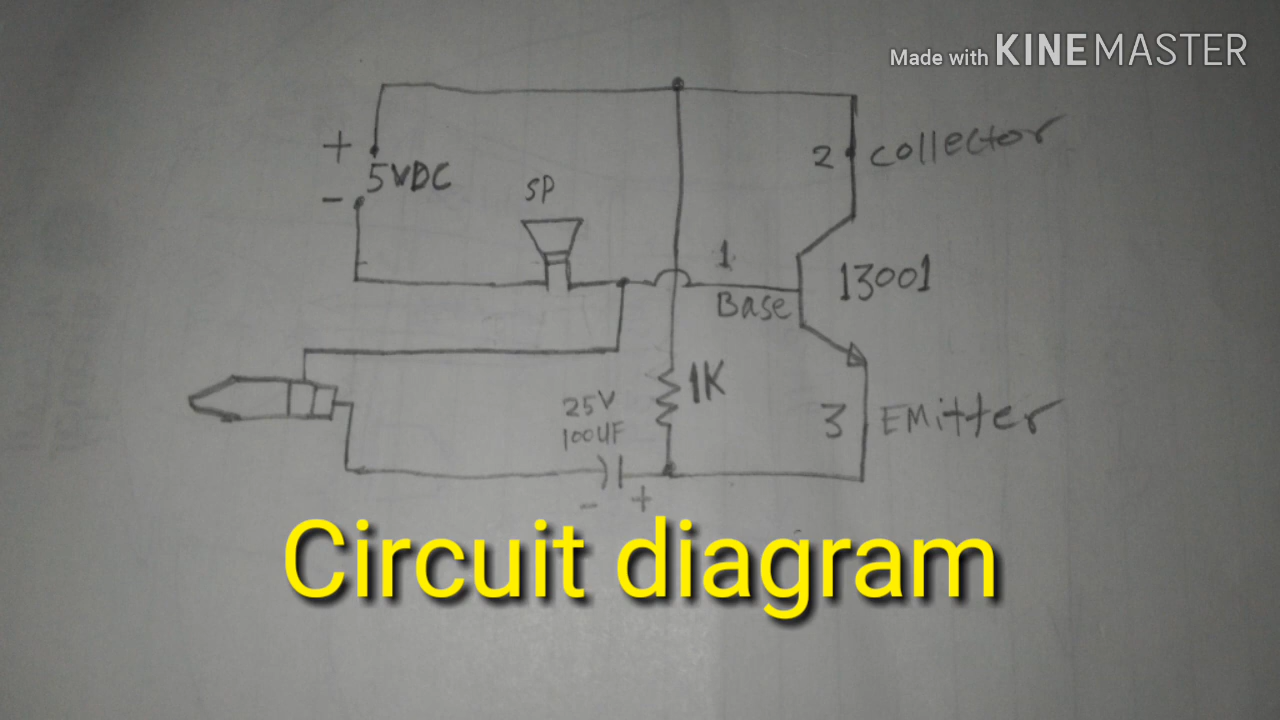 Made with KINEMASTER
+
2 collector
- 5VDC
SP
1
Base
13001
1K
25V
100UF
3 EMitter
- +
Circuit diagram